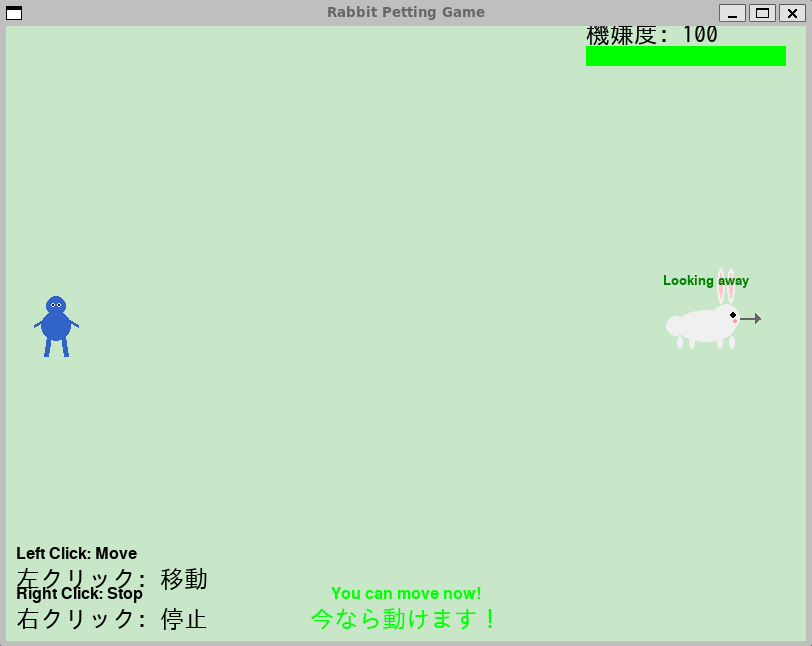 Rabbit Petting Game
機嫌度: 100
Looking away
Left Click: Move
左クリック: 移動
Right Click: Stop
右クリック: 停止
You can move now!
今なら動けます！